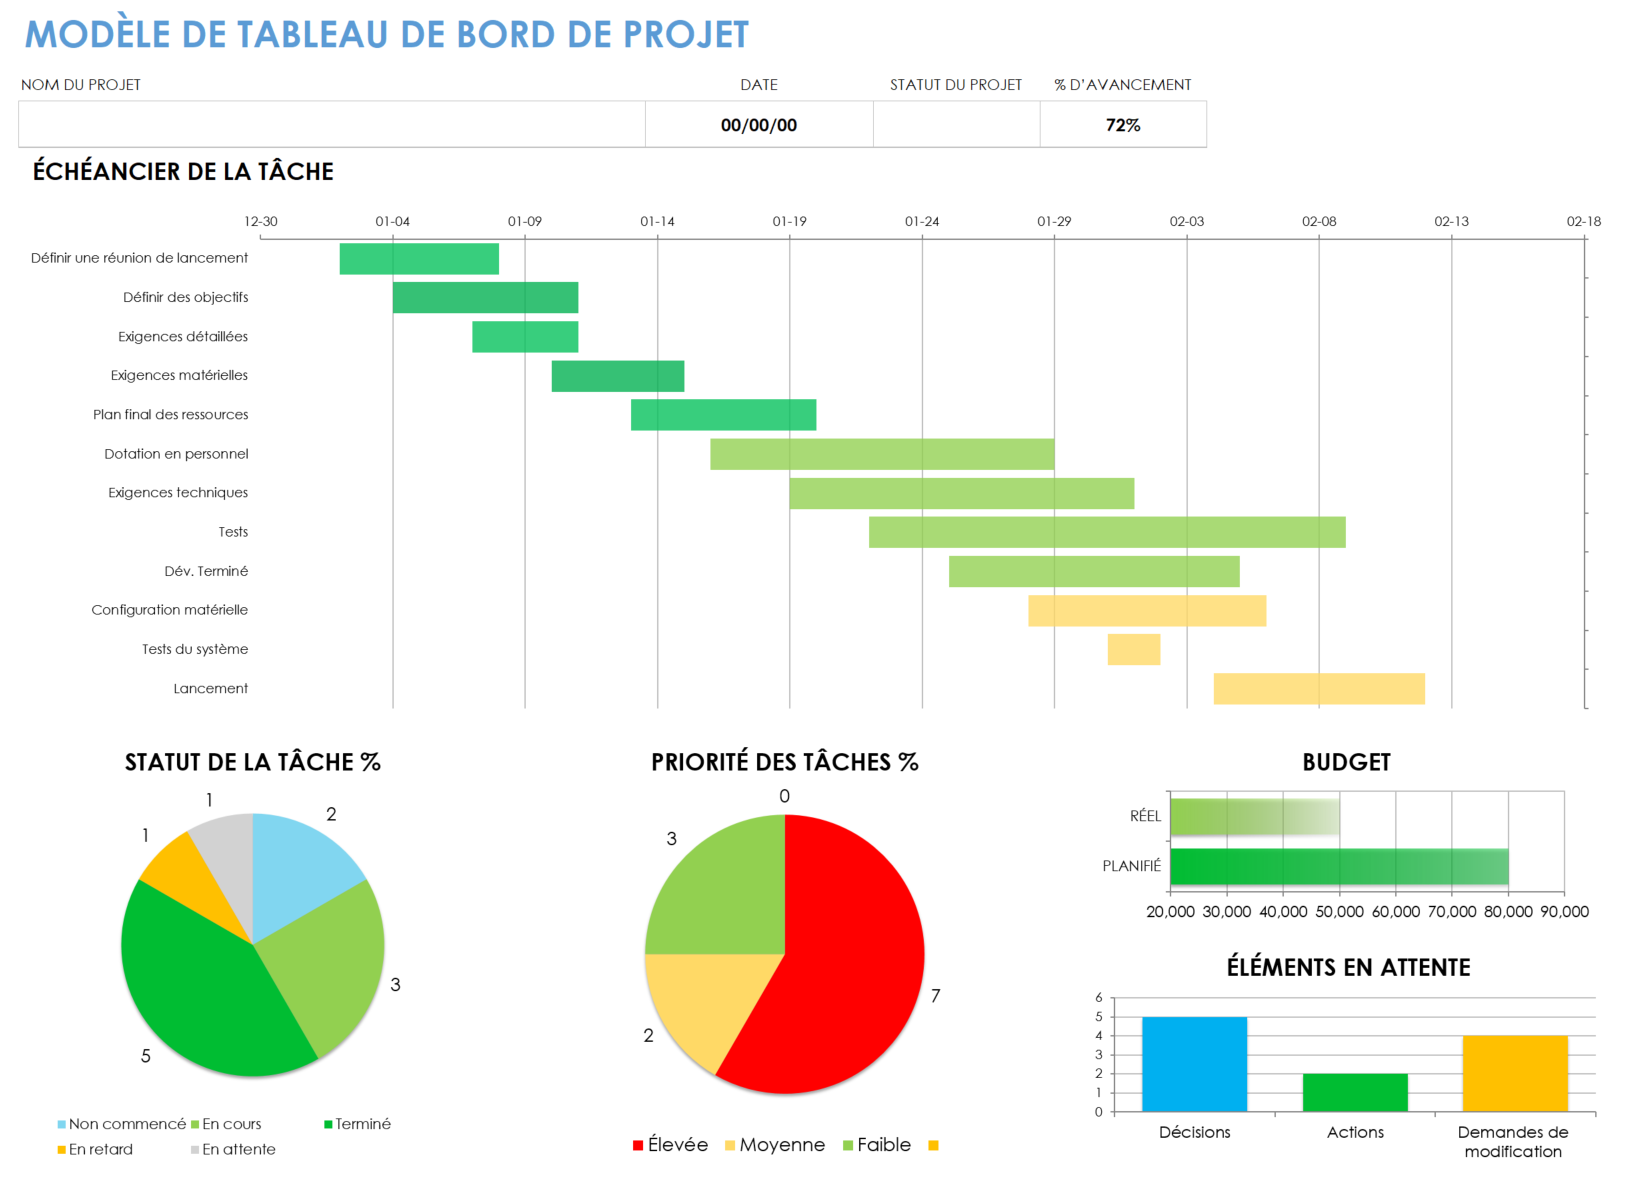 MODÈLE DE TABLEAU DE BORD DE PROJET
NOM DU PROJET DATE STATUT DU PROJET % D'AVANCEMENT
00/00/00 72%
ÉCHÉANCIER DE LA TÂCHE
12-30 01-04 01-09 01-14 01-19 01-24 01-29 02-03 02-08 02-13 02-18
Définir une réunion de lancement
Définir des objectifs
Exigences détaillées
Exigences matérielles
Plan final des ressources
Dotation en personnel
Exigences techniques
Tests
Dév. Terminé
Configuration matérielle
Tests du système
Lancement
STATUT DE LA TÂCHE %
1
2
1
3
5
Non commencé En cours Terminé
En retard En attente
PRIORITÉ DES TÂCHES %
0
3
7
2
Élevée Moyenne Faible
BUDGET
RÉEL
PLANIFIÉ
20,000 30,000 40,000 50,000 60,000 70,000 80,000 90,000
ÉLÉMENTS EN ATTENTE
6
5
4
3
2
1
0
Décisions Actions Demandes de
modification